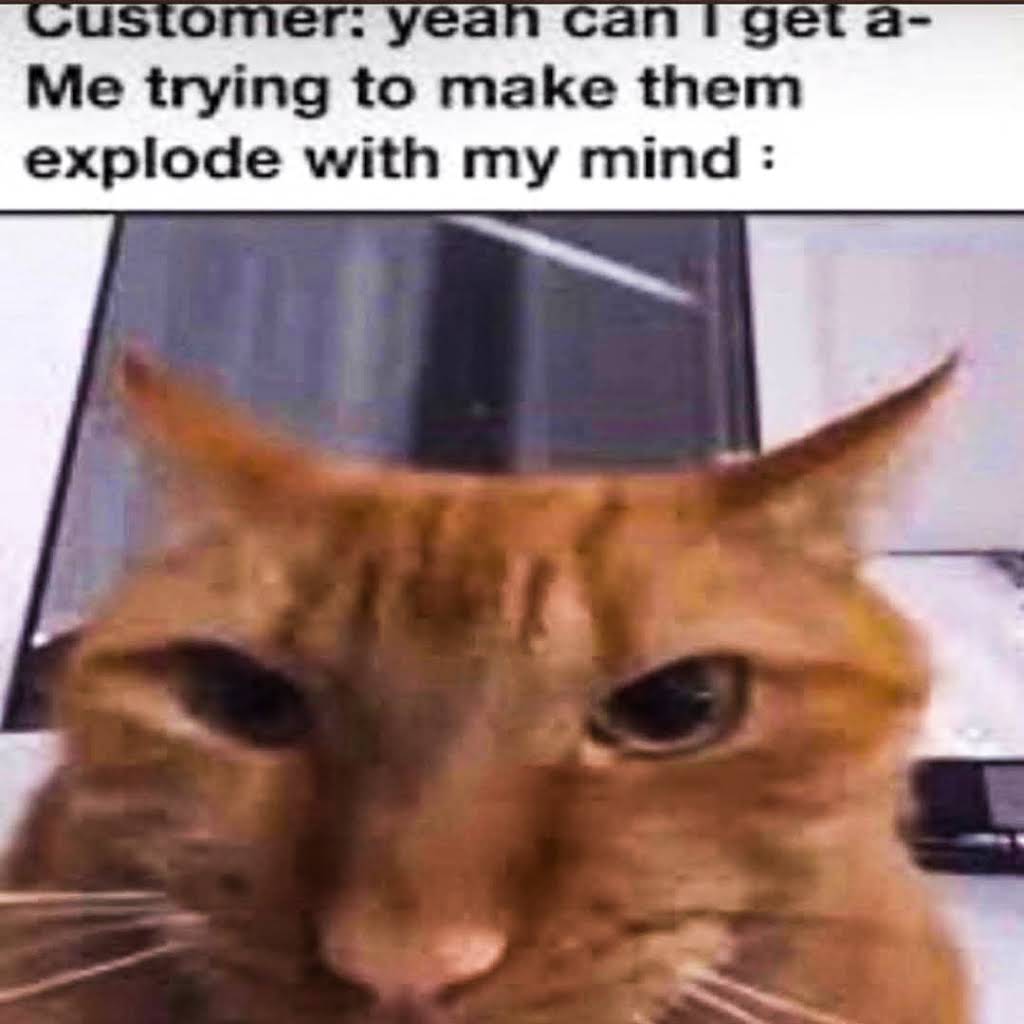 Customer: yeah can I get a-
Me trying to make them
explode with my mind :